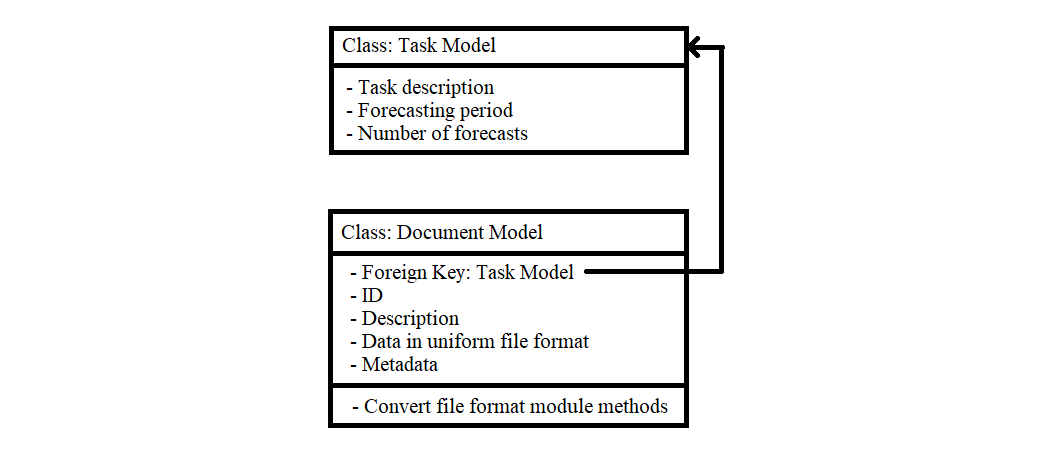 Class: Task Model
- Task description
- Forecasting period
- Number of forecasts
Class: Document Model
- Foreign Key: Task Model
- ID
- Description
- Data in uniform file format
- Metadata
- Convert file format module methods